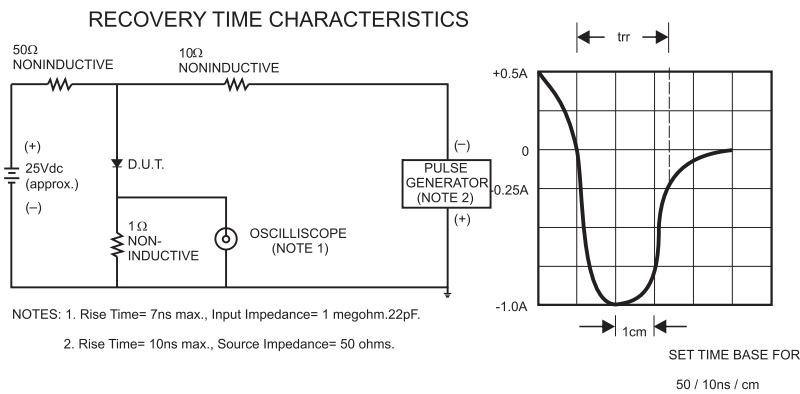 RECOVERY TIME CHARACTERISTICS
50Ω
NONINDUCTIVE
10Ω
NONINDUCTIVE
trr
+0.5A
(+)
(–)
0
25Vdc
(approx.)
D.U.T.
PULSE
GENERATOR
(NOTE 2)
-0.25A
(–)
(+)
1Ω
NON-
INDUCTIVE
OSCILLISCOPE
(NOTE 1)
-1.0A
NOTES: 1. Rise Time= 7ns max., Input Impedance= 1 megohm.22pF.
1cm
2. Rise Time= 10ns max., Source Impedance= 50 ohms.
SET TIME BASE FOR
50 / 10ns / cm